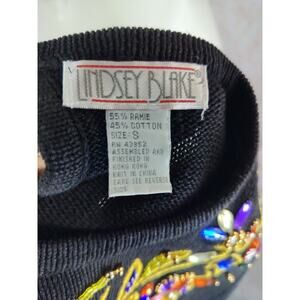 LINDSEY BLAKE®
55% RAMIE
45% COTTON
SIZE: S
RN 43952
ASSEMBLED AND
FINISHED IN
HONG KONG
KNIT IN CHINA
CARE SEE REVERSE
SIDE